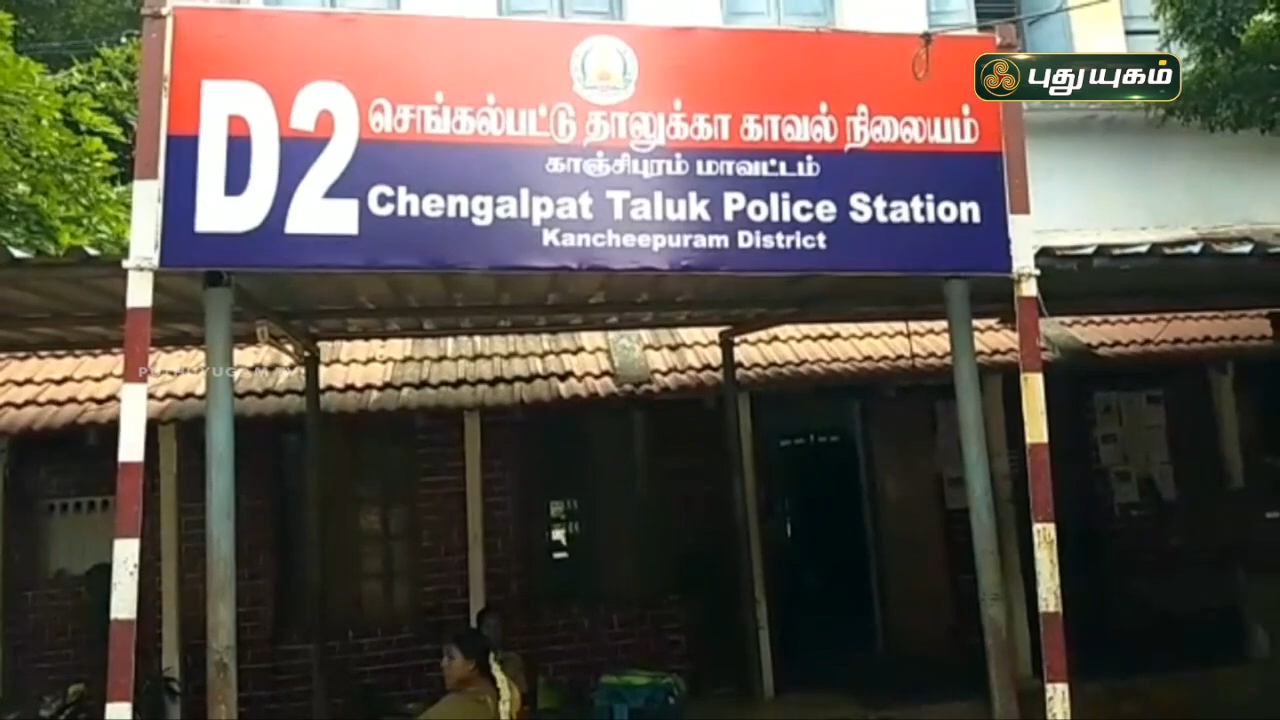 புதுயுகம்
D2
செங்கல்பட்டு தாலுக்கா காவல் நிலையம்
காஞ்சிபுரம் மாவட்டம்
Chengalpat Taluk Police Station
Kancheepuram District